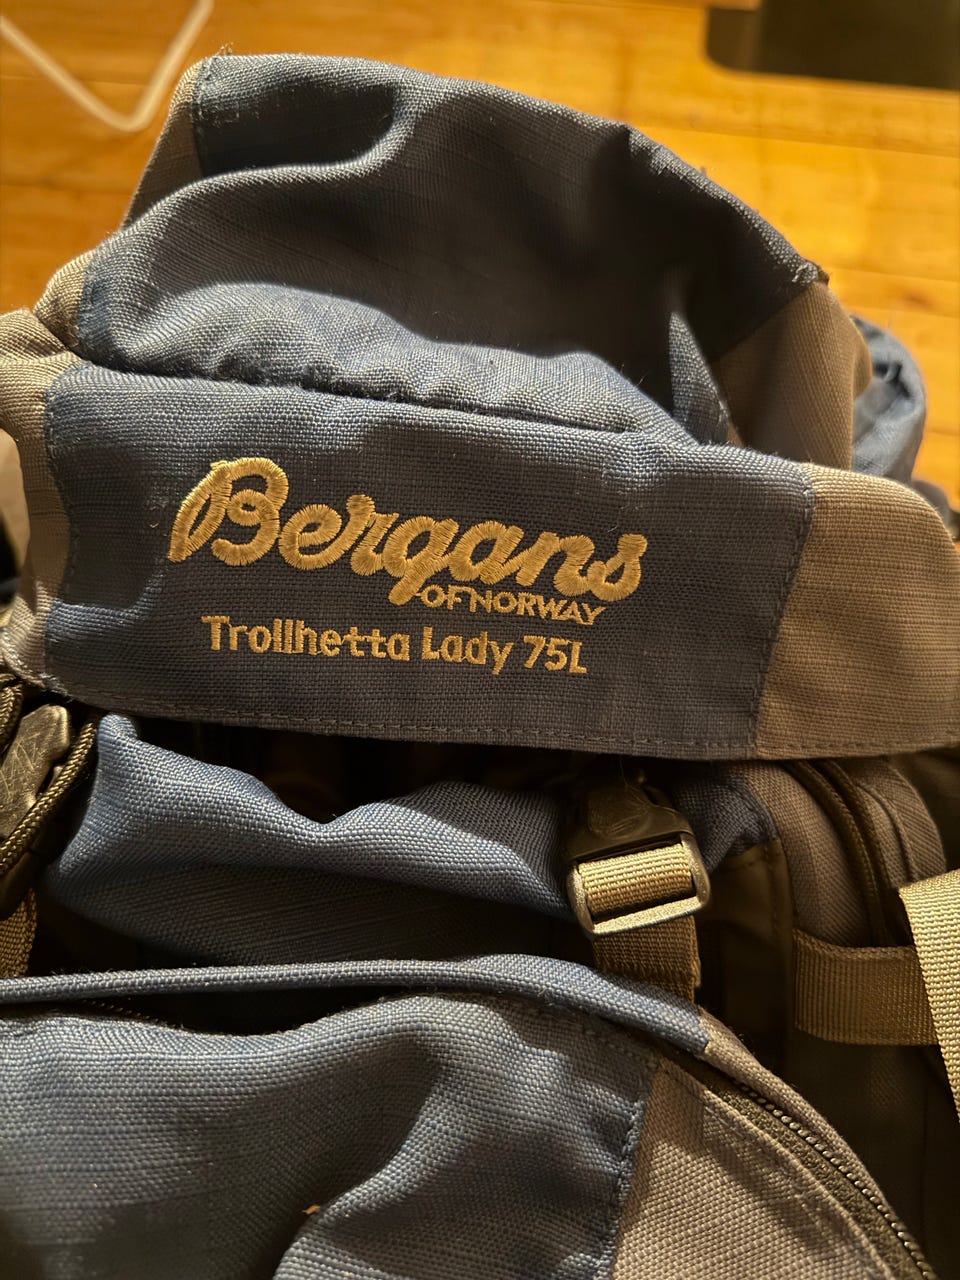 Bergans
OF NORWAY
Trollhetta Lady 75L